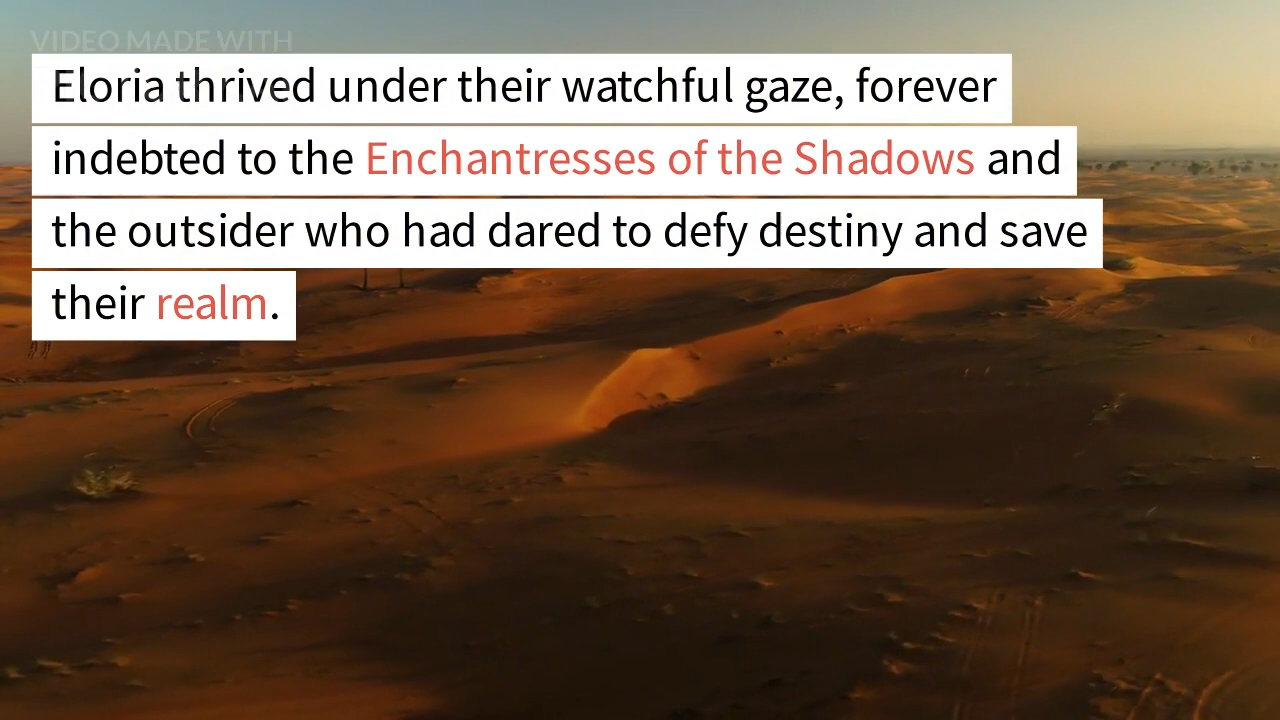 VIDEO MADE WITH
Eloria thrived under their watchful gaze, forever
indebted to the Enchantresses of the Shadows and
the outsider who had dared to defy destiny and save
their realm.